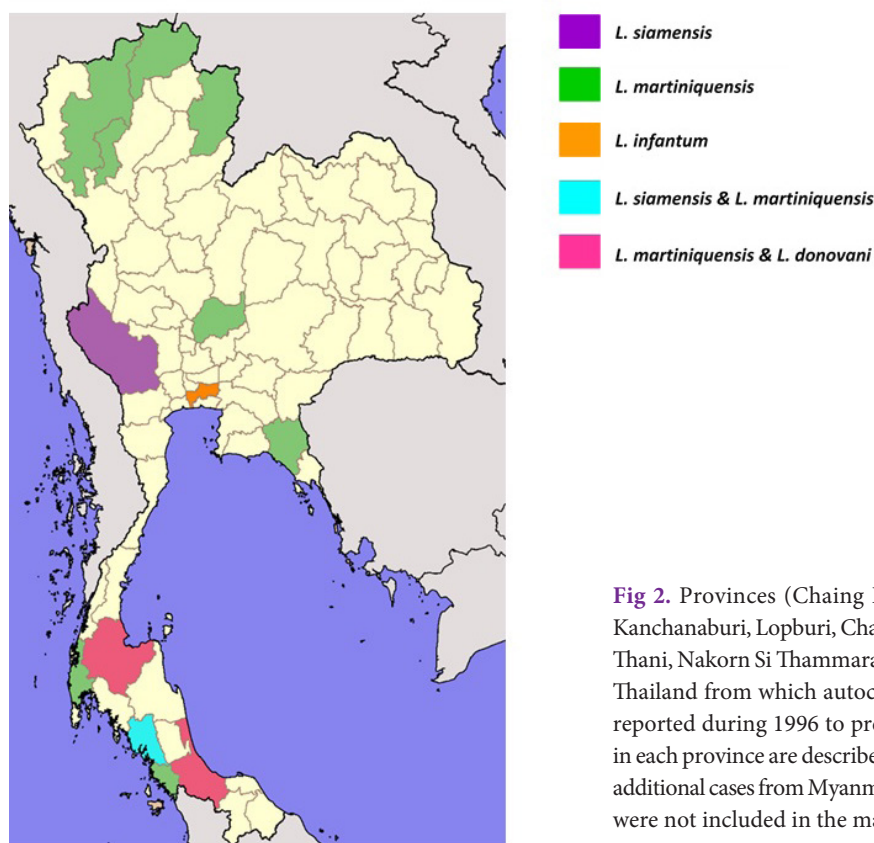 L. siamensis
L. martiniquensis
L. infantum
L. siamensis & L. martiniquensis
L. martiniquensis & L. donovani
Fig 2. Provinces (Chaing
Kanchanaburi, Lopburi, Cha
Thani, Nakorn Si Thammara
Thailand from which autoc
reported during 1996 to pre
in each province are describe
additional cases from Myanm
were not included in the ma